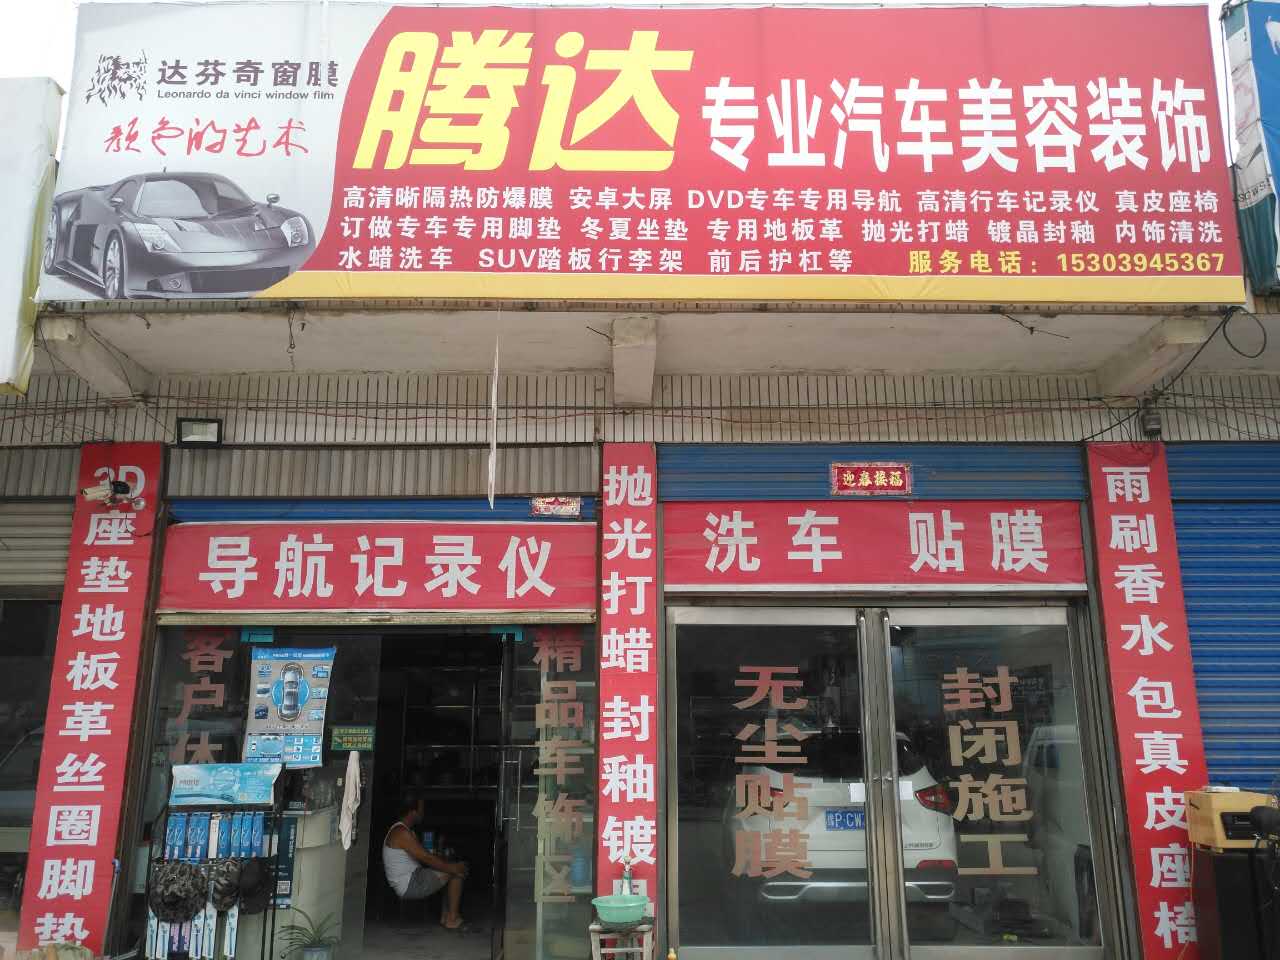 达芬奇窗膜
Leonardo da vinci window film
颜色的艺术
腾达
专业汽车美容装饰
高清晰隔热防爆膜 安卓大屏 DVD专车专用导航 高清行车记录仪 真皮座椅
订做专车专用脚垫 冬夏坐垫 专用地板革 抛光打蜡 镀晶封釉 内饰清洗
水蜡洗车 SUV踏板行李架 前后护杠等 服务电话：15303945367
3D座垫地板革丝圈脚垫
导航记录仪
抛光打蜡 封釉镀晶
迎春接福
洗车 贴膜
雨刷香水 包真皮座椅
客户休
精品车饰区
无尘贴膜
封闭施工
豫P·CW